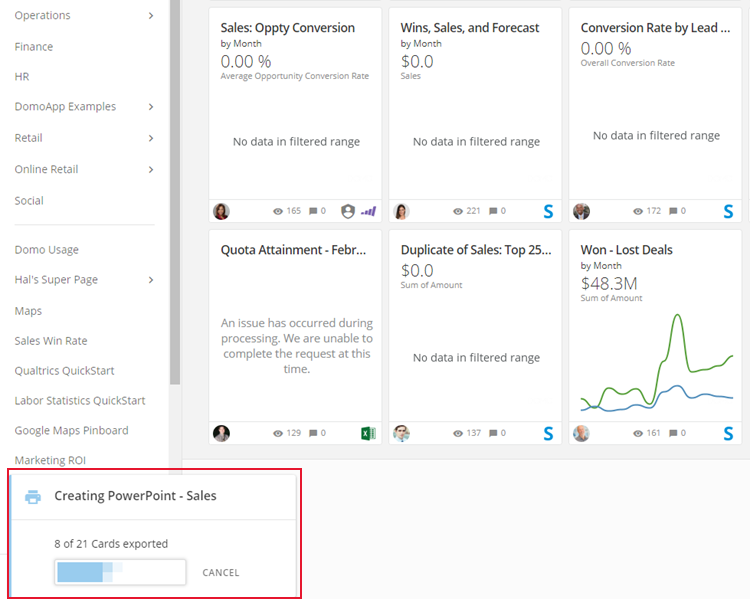 Operations
Finance
HR
DomoApp Examples
Retail
Online Retail
Social
Domo Usage
Hal's Super Page
Maps
Sales Win Rate
Qualtrics QuickStart
Labor Statistics QuickStart
Google Maps Pinboard
Marketing ROI
Sales: Oppty Conversion
by Month
0.00 %
Average Opportunity Conversion Rate
No data in filtered range
165 0
Wins, Sales, and Forecast
by Month
$0.0
Sales
No data in filtered range
221 0
S
Conversion Rate by Lead ...
0.00 %
Overall Conversion Rate
No data in filtered range
172 0
S
Quota Attainment - Febr...
An issue has occurred during
processing. We are unable to
complete the request at this
time.
129 0
X
Duplicate of Sales: Top 25...
$0.0
Sum of Amount
No data in filtered range
137 0
S
Won - Lost Deals
by Month
$48.3M
Sum of Amount
161 0
S
Creating PowerPoint - Sales
8 of 21 Cards exported
CANCEL